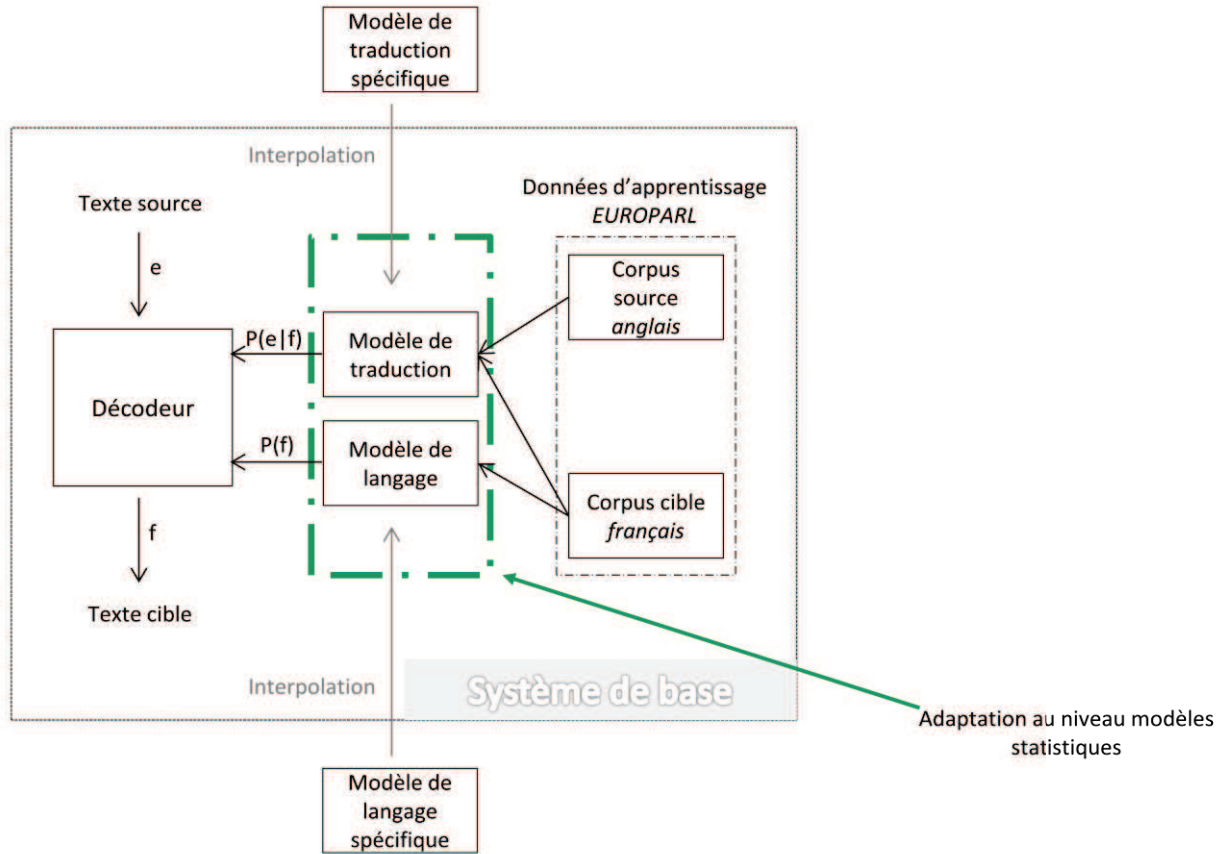 Modèle de
traduction
spécifique
Interpolation
Données d'apprentissage
EUROPARL
Texte source
e
Corpus
source
anglais
P(e|f)
Modèle de
traduction
Décodeur
P(f)
Modèle de
langage
Corpus cible
français
f
Texte cible
Interpolation
Système de base
Adaptation au niveau modèles
statistiques
Modèle de
langage
spécifique